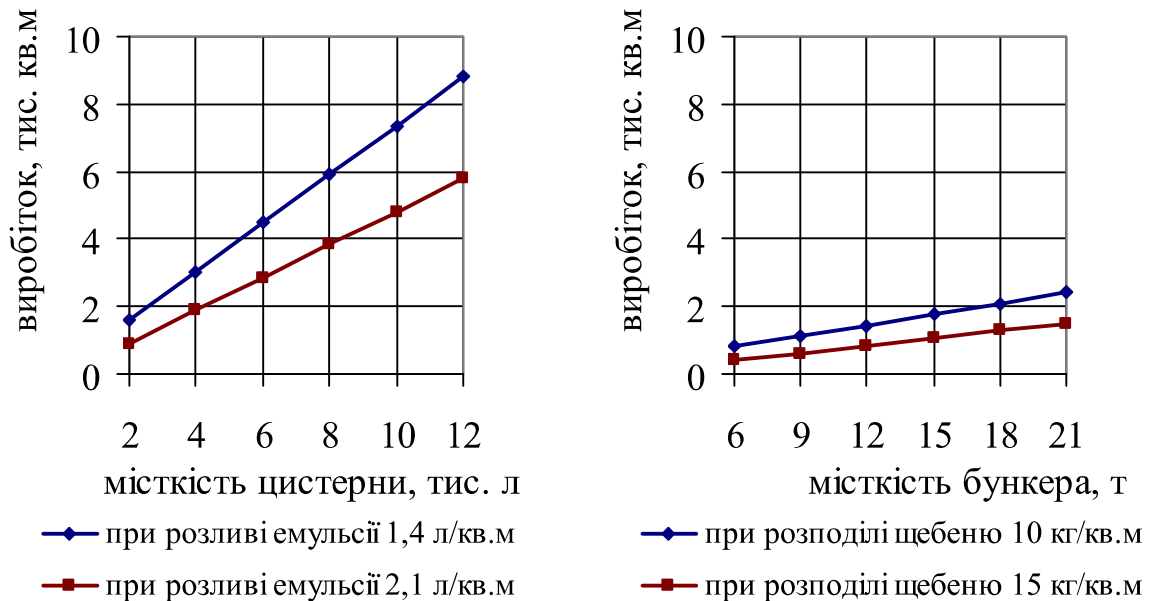 виробіток, тис. кв.м
10
8
6
4
2
0
2 4 6 8 10 12
місткість цистерни, тис. л
при розливі емульсії 1,4 л/кв.м
при розливі емульсії 2,1 л/кв.м
виробіток, тис. кв.м
10
8
6
4
2
0
6 9 12 15 18 21
місткість бункера, т
при розподілі щебеню 10 кг/кв.м
при розподілі щебеню 15 кг/кв.м